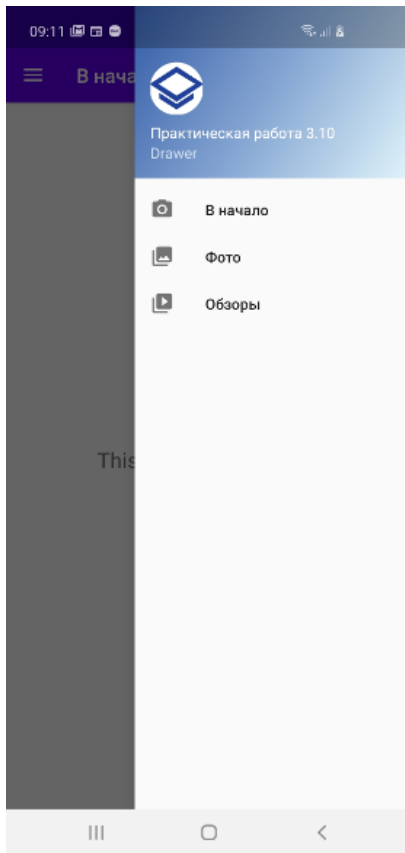 09:11
В нача
Практическая работа 3.10
Drawer
В начало
Фото
Обзоры
This